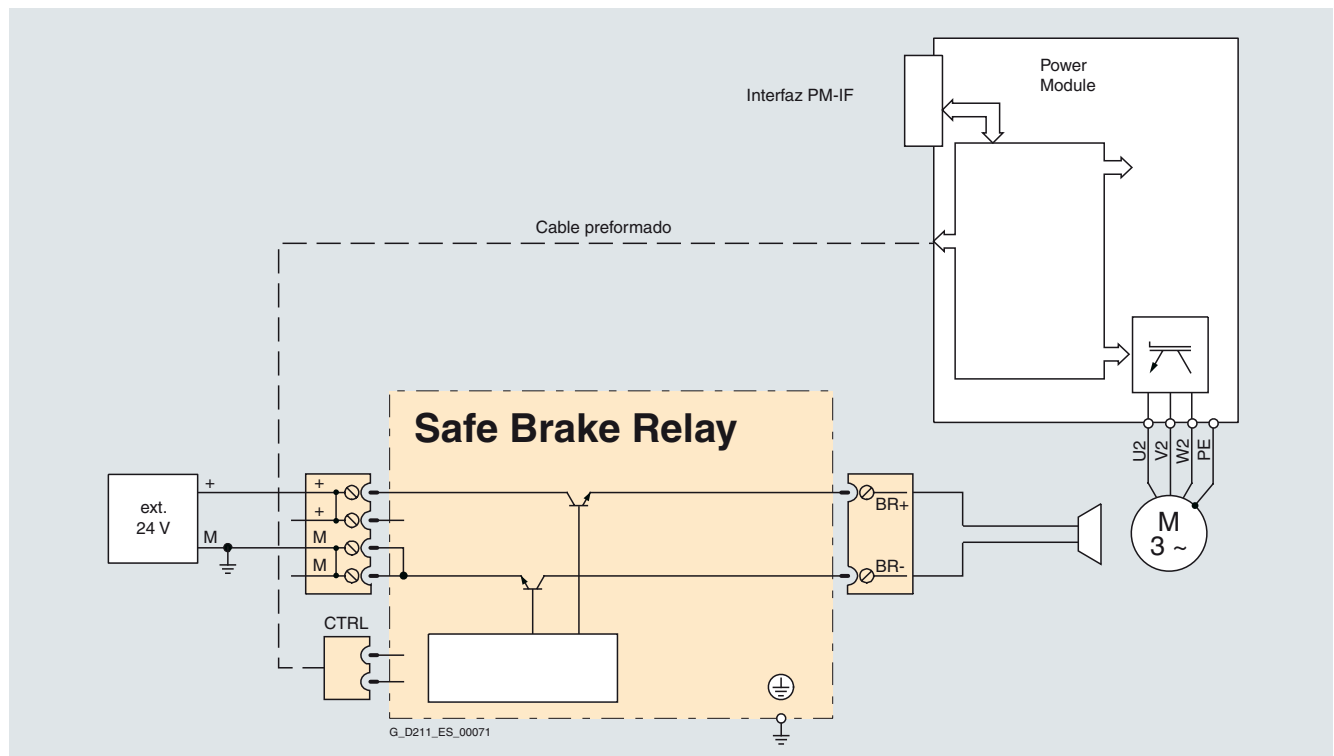 Power
Module
Interfaz PM-IF
Cable preformado
Safe Brake Relay
U2
V2
W2
PE
ext.
24 V
+
M
+
+
M
M
BR+
BR-
M
3 ~
CTRL
G_D211_ES_00071